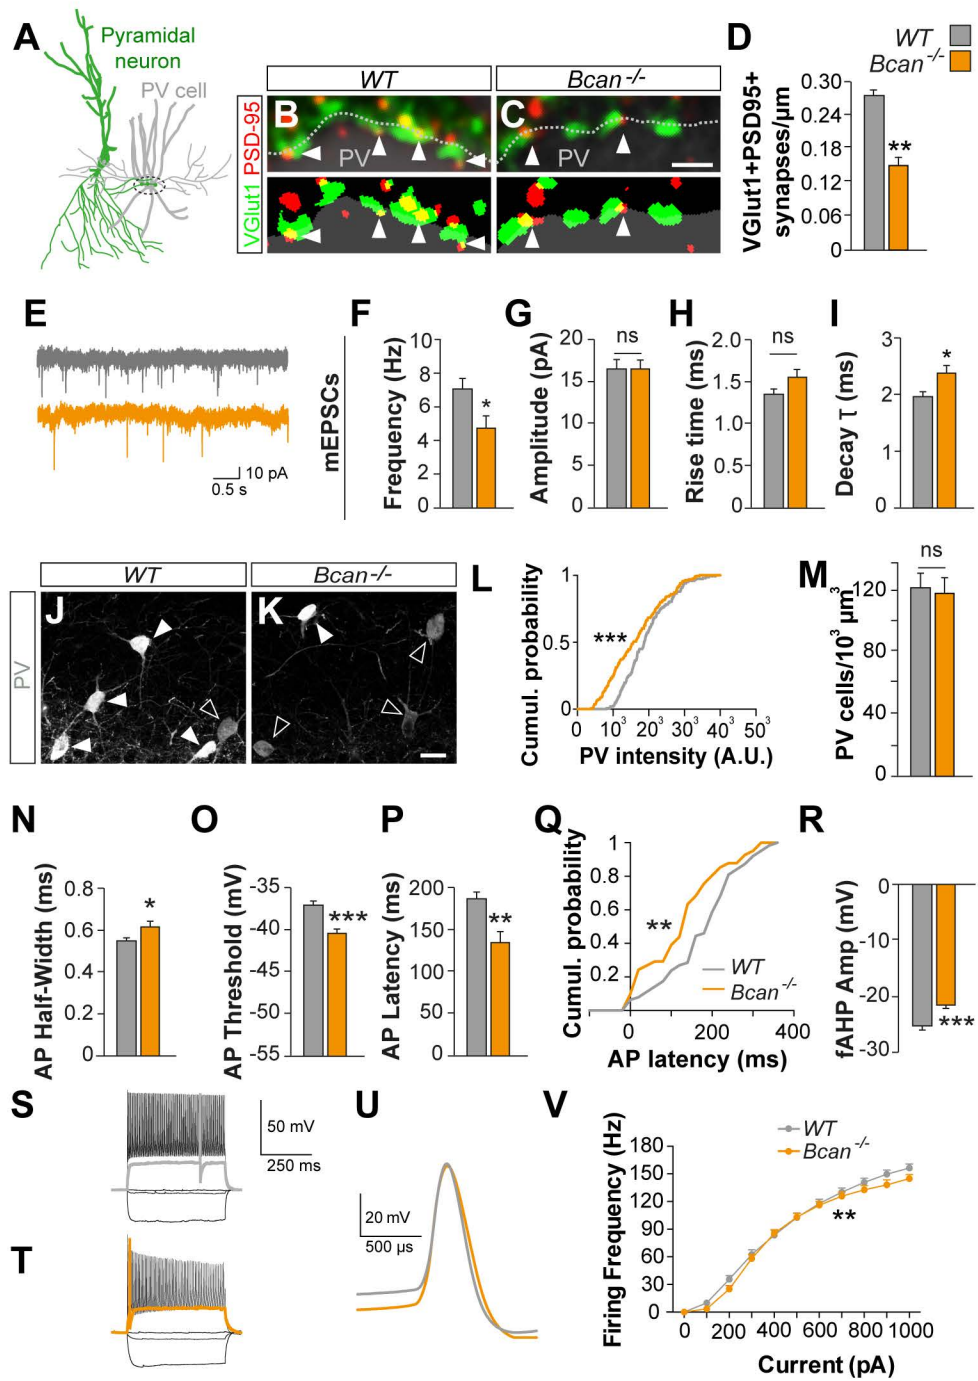 A
Pyramidal
neuron
PV cell
WT
Bcan-/-
VGlut1 PSD-95
B
PV
C
PV
D
WT
Bcan-/-
VGlut1+PSD95+
synapses/µm
0.30
0.24
0.18
0.12
0.06
0
**
E
10 pA
0.5 s
mEPSCs
F
Frequency (Hz)
10
8
6
4
2
0
*
G
Amplitude (pA)
20
15
10
5
0
ns
H
Rise time (ms)
2.0
1.5
1.0
0.5
0
ns
I
Decay τ (ms)
3
2
1
0
*
WT
Bcan-/-
PV
J
K
L
Cumul. probability
1
0.5
0
***
0 10³ 20³ 30³ 40³ 50³
PV intensity (A.U.)
M
PV cells/10³ µm³
120
80
40
0
ns
N
AP Half-Width (ms)
0.8
0.6
0.4
0.2
0
*
O
AP Threshold (mV)
-35
-40
-45
-50
-55
***
P
AP Latency (ms)
200
150
100
50
0
**
Q
Cumul. probability
1
0.8
0.6
0.4
0.2
**
WT
Bcan-/-
0 200 400
AP latency (ms)
R
fAHP Amp (mV)
0
-10
-20
-30
***
S
50 mV
250 ms
T
U
20 mV
500 µs
V
WT
Bcan-/-
Firing Frequency (Hz)
180
150
120
90
60
30
0
**
0 200 400 600 800 1000
Current (pA)